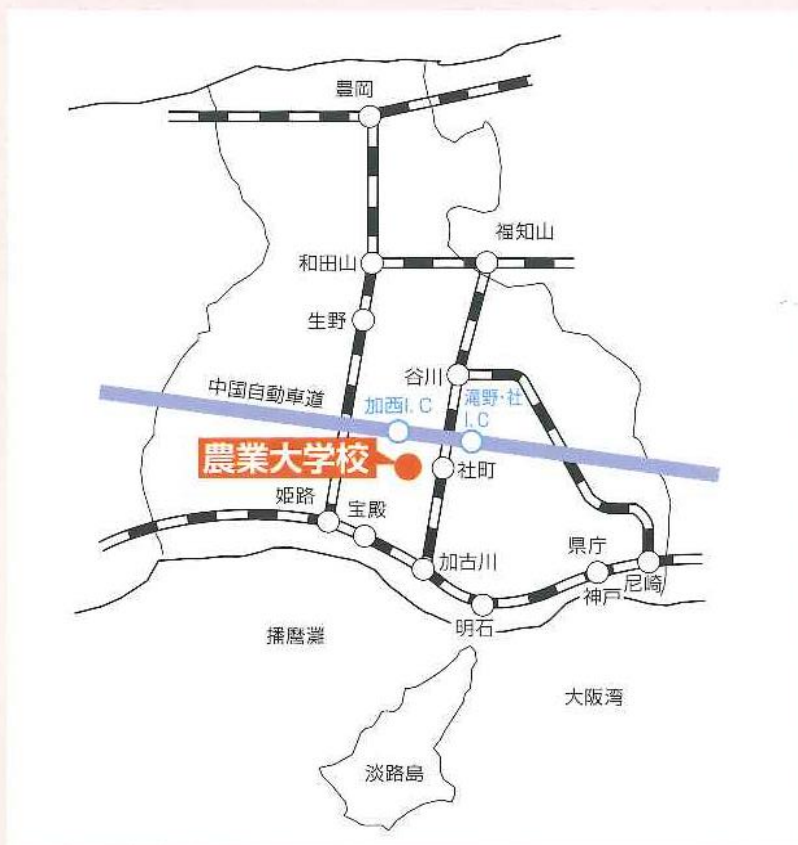 豊岡
福知山
和田山
生野
谷川
中国自動車道
加西I.C
滝野・社
I.C
農業大学校
社町
姫路
宝殿
加古川
県庁
神戸
尼崎
明石
播磨灘
大阪湾
淡路島